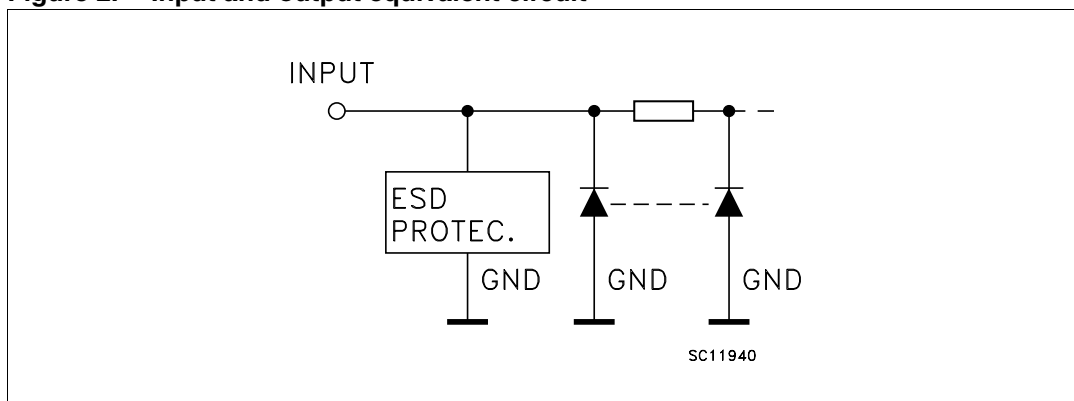 Figure 2. Input and output equivalent circuit
INPUT
ESD
PROTEC.
GND
GND
GND
SC11940